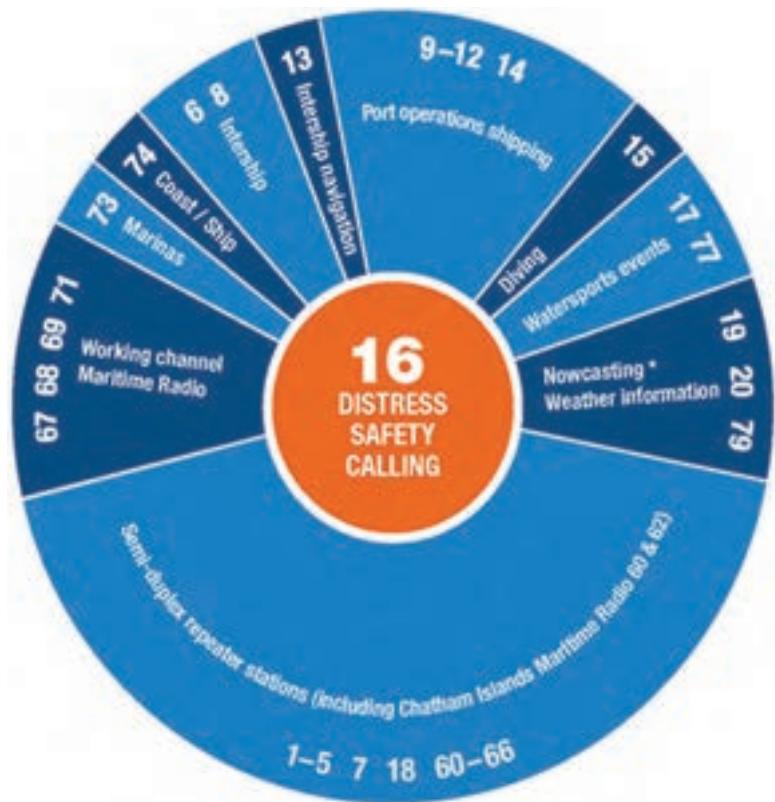 16
DISTRESS
SAFETY
CALLING
9–12 14
Port operations shipping
15
Diving
17 77
Watersports events
19 20 79
Nowcasting *
Weather information
1–5 7 18 60–66
Semi-duplex repeater stations (including Chatham Islands Maritime Radio 60 & 62)
67 68 69 71
Working channel
Maritime Radio
73
Marinas
74
Coast / Ship
6 8
Intership
13
Intership navigation